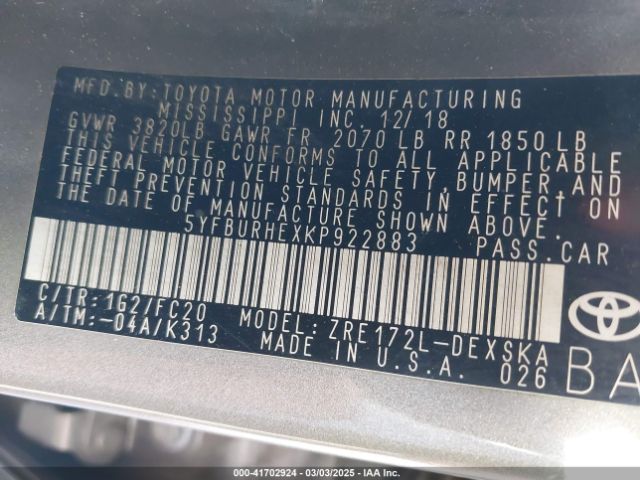 MFD.BY:TOYOTA MOTOR MANUFACTURING
MISSISSIPPI INC. 12/18
GVWR 3820LB GAWR FR 2070 LB RR 1850 LB
THIS VEHICLE CONFORMS TO ALL APPLICABLE
FEDERAL MOTOR VEHICLE SAFETY,BUMPER AND
THEFT PREVENTION STANDARDS IN EFFECT ON
THE DATE OF MANUFACTURE SHOWN ABOVE.
5YFBURHEXKP922883 PASS.CAR
C/TR:1G2/FC20 MODEL:ZRE172L-DEXSKA
A/TM:-04A/K313 MADE IN U.S.A. 026
BA
000-41702924 | 03/03/2025 | IAA Inc.